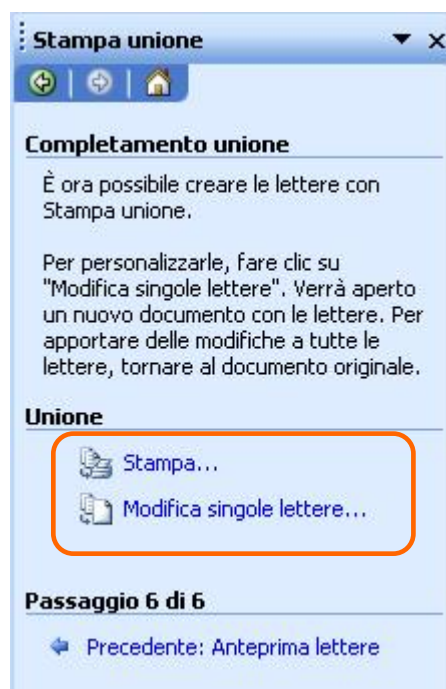 Stampa unione
Completamento unione
È ora possibile creare le lettere con
Stampa unione.
Per personalizzarle, fare clic su
"Modifica singole lettere". Verrà aperto
un nuovo documento con le lettere. Per
apportare delle modifiche a tutte le
lettere, tornare al documento originale.
Unione
Stampa...
Modifica singole lettere...
Passaggio 6 di 6
Precedente: Anteprima lettere